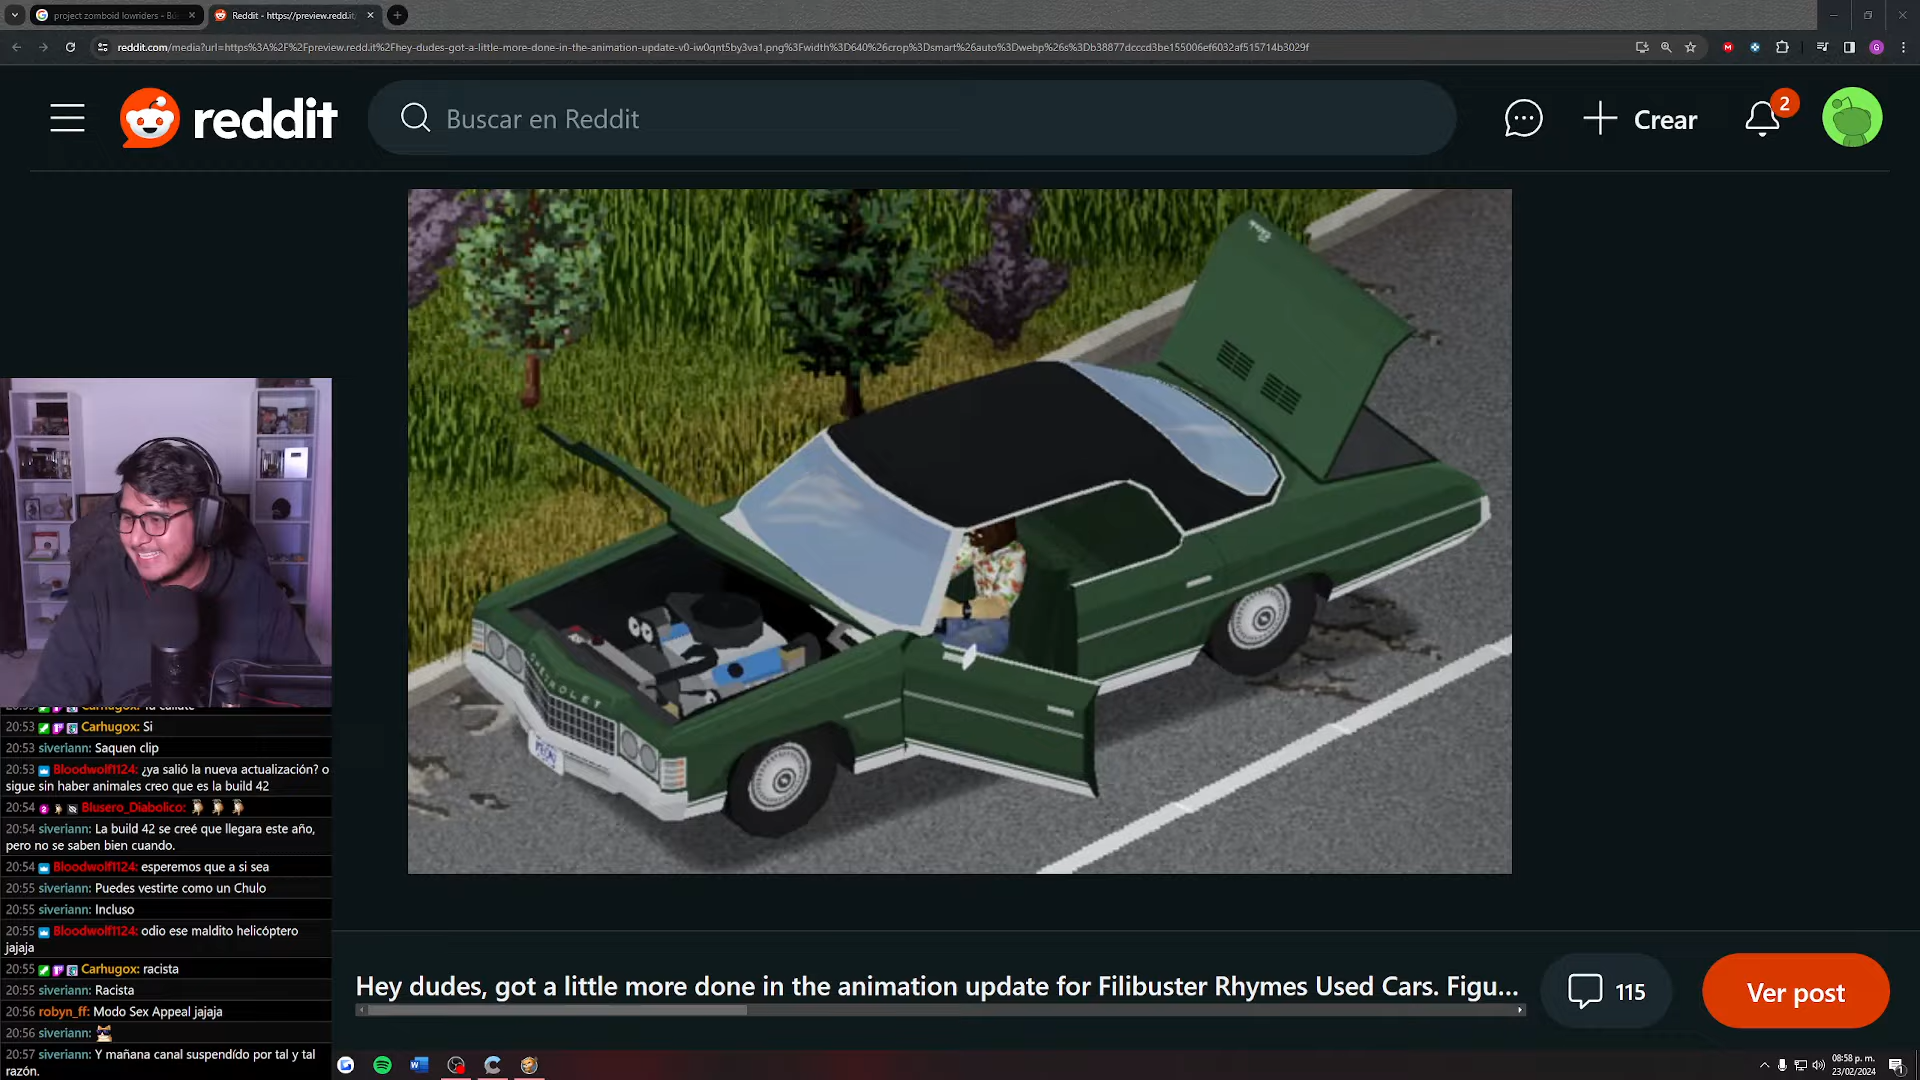 project zomboid lowriders - Bú
Reddit - https://preview.redd.it
reddit.com/media?url=https%3A%2F%2Fpreview.redd.it%2Fhey-dudes-got-a-little-more-done-in-the-animation-update-v0-iw0qnt5by3va1.png%3Fwidth%3D640%26crop%3Dsmart%26auto%3Dwebp%26s%3Db38877dcccd3be155006ef6032af515714b3029f
reddit
Buscar en Reddit
Crear
2
CHEVROLET
20:53 Carhugox: Si
20:53 siveriann: Saquen clip
20:53 Bloodwolf1124: ¿ya salió la nueva actualización? o
sigue sin haber animales creo que es la build 42
20:54 Blusero_Diabolico:
20:54 siveriann: La build 42 se creé que llegara este año,
pero no se saben bien cuando.
20:54 Bloodwolf1124: esperemos que a si sea
20:55 siveriann: Puedes vestirte como un Chulo
20:55 siveriann: Incluso
20:55 Bloodwolf1124: odio ese maldito helicóptero
jajaja
20:55 Carhugox: racista
20:55 siveriann: Racista
20:56 robyn_ff: Modo Sex Appeal jajaja
20:56 siveriann:
20:57 siveriann: Y mañana canal suspendído por tal y tal
razón.
Hey dudes, got a little more done in the animation update for Filibuster Rhymes Used Cars. Figu...
115
Ver post
08:58 p. m.
23/02/2024